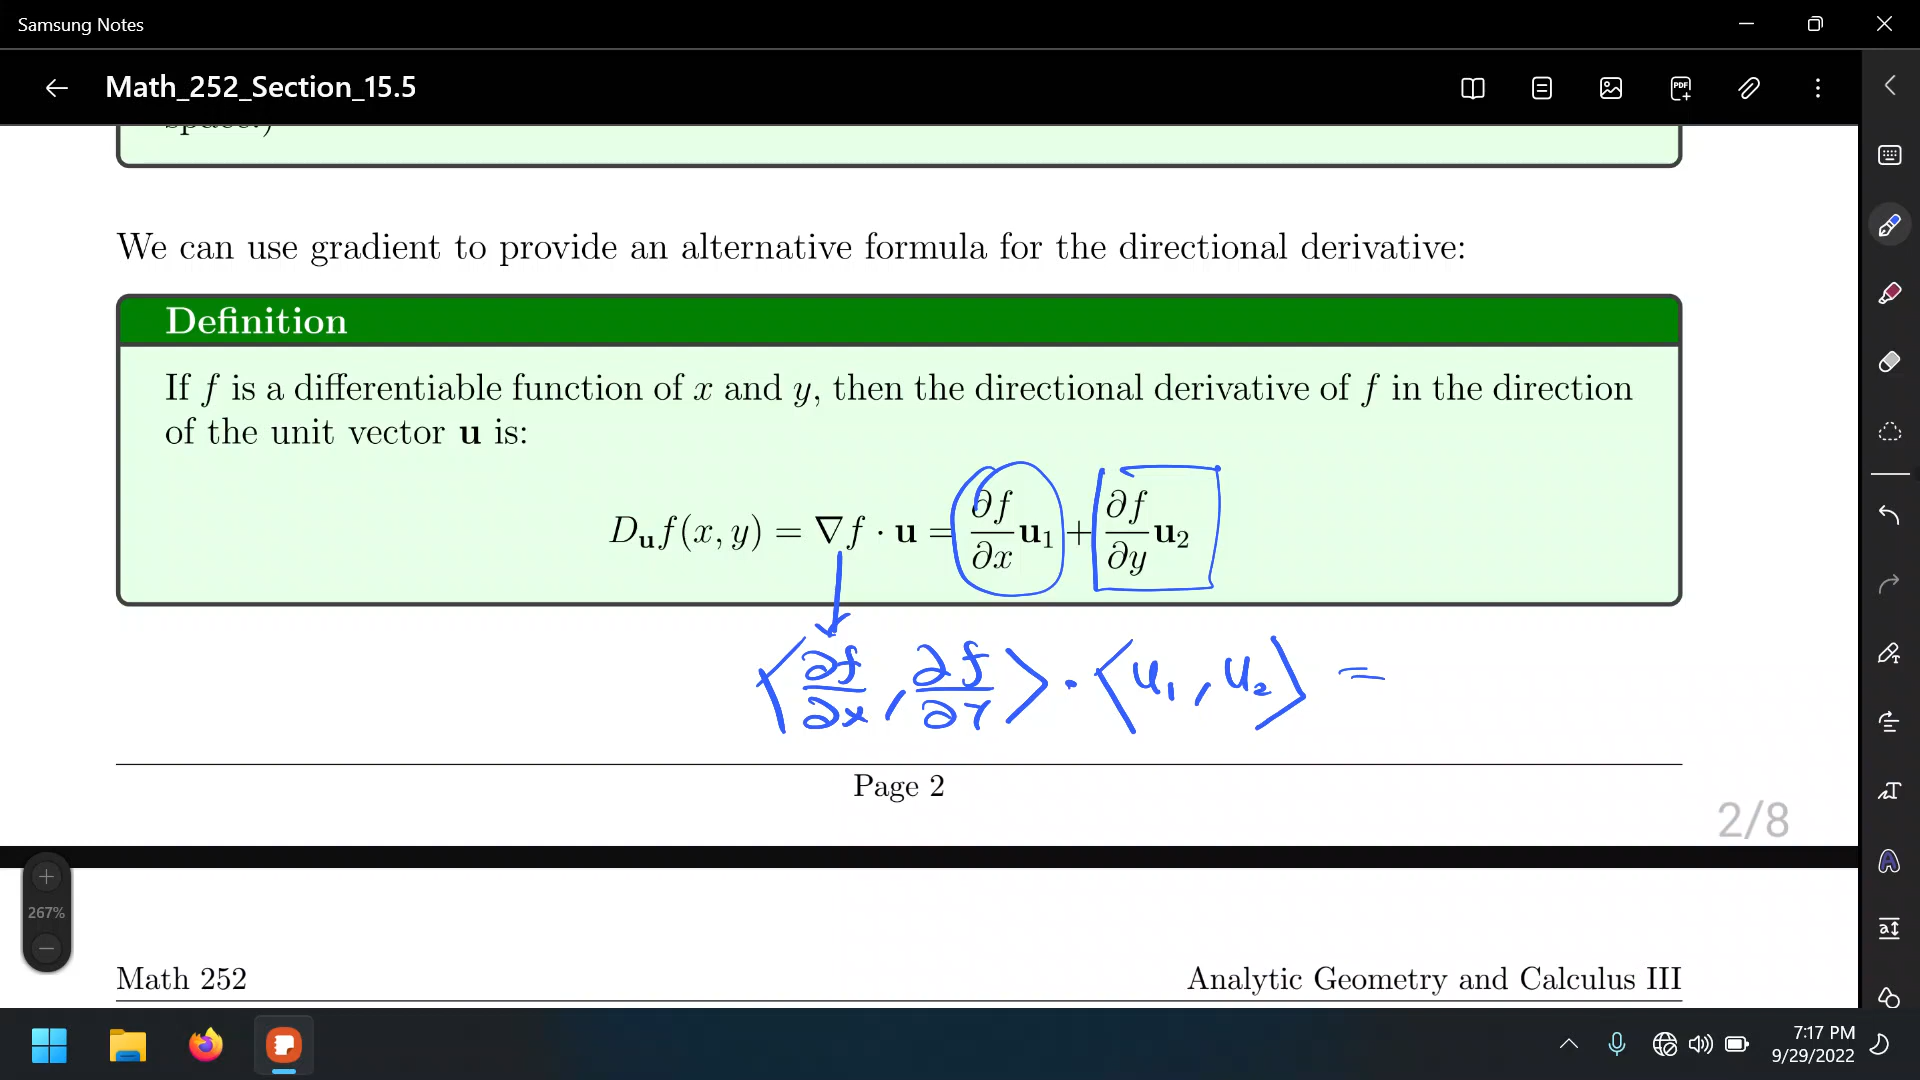 Samsung Notes
Math_252_Section_15.5
space.)
We can use gradient to provide an alternative formula for the directional derivative:
Definition
If f is a differentiable function of x and y, then the directional derivative of f in the direction
of the unit vector u is:
D_u f(x, y) = ∇f · u = ∂f/∂x u₁ + ∂f/∂y u₂
⟨∂f/∂x, ∂f/∂y⟩ · ⟨u₁, u₂⟩ =
Page 2
2/8
267%
Math 252
Analytic Geometry and Calculus III
7:17 PM
9/29/2022